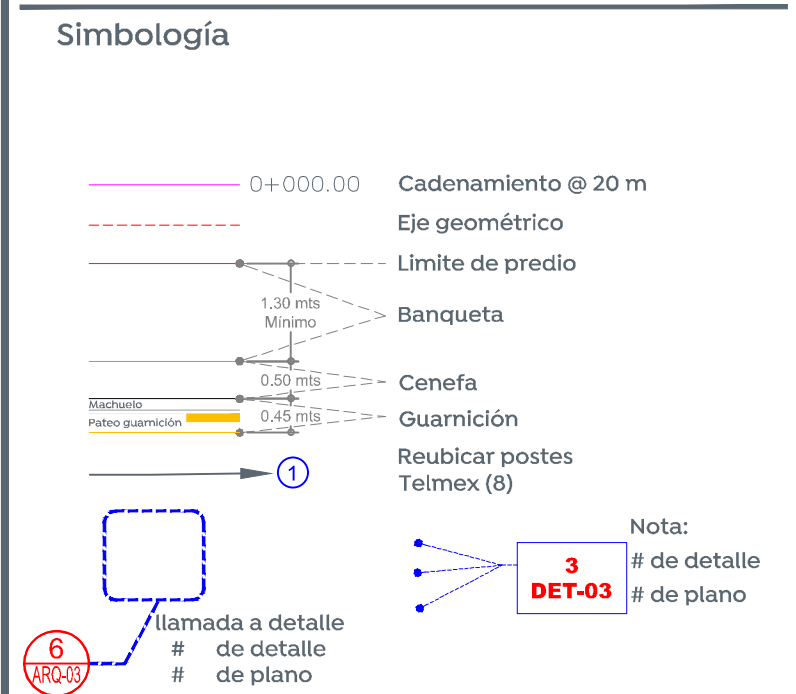 Simbología
0+000.00 Cadenamiento @ 20 m
Eje geométrico
Limite de predio
1.30 mts
Mínimo
Banqueta
0.50 mts
Cenefa
Machuelo
Pateo guarnición
0.45 mts
Guarnición
Reubicar postes
Telmex (8)
1
Nota:
3
DET-03
# de detalle
# de plano
llamada a detalle
# de detalle
# de plano
6
ARQ-03